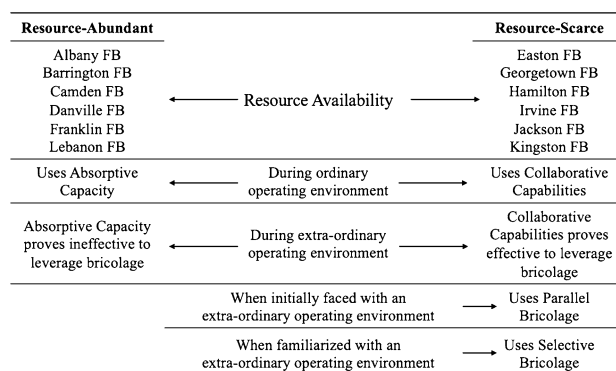 Resource-Abundant
Resource-Scarce
Albany FB
Barrington FB
Camden FB
Danville FB
Franklin FB
Lebanon FB
Resource Availability
Easton FB
Georgetown FB
Hamilton FB
Irvine FB
Jackson FB
Kingston FB
Uses Absorptive
Capacity
During ordinary
operating environment
Uses Collaborative
Capabilities
Absorptive Capacity
proves ineffective to
leverage bricolage
During extra-ordinary
operating environment
Collaborative
Capabilities proves
effective to leverage
bricolage
When initially faced with an
extra-ordinary operating environment
Uses Parallel
Bricolage
When familiarized with an
extra-ordinary operating environment
Uses Selective
Bricolage